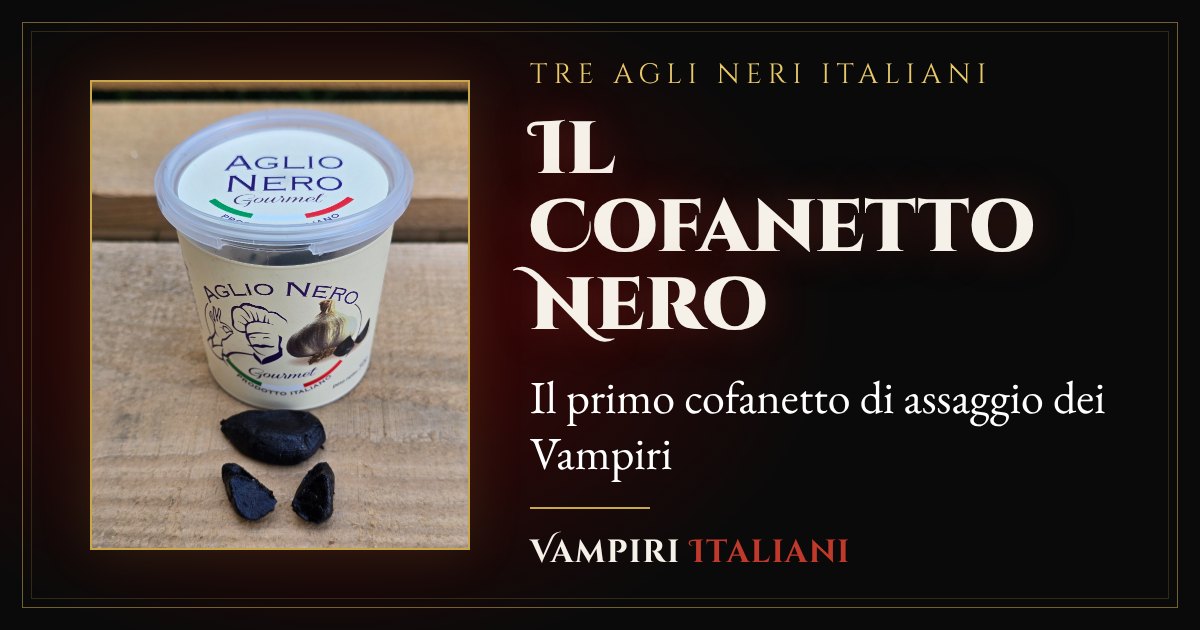 TRE AGLI NERI ITALIANI
Il
Cofanetto
Nero
Il primo cofanetto di assaggio dei
Vampiri
Vampiri Italiani
AGLIO
NERO
Gourmet
AGLIO NERO
Gourmet
PRODOTTO ITALIANO